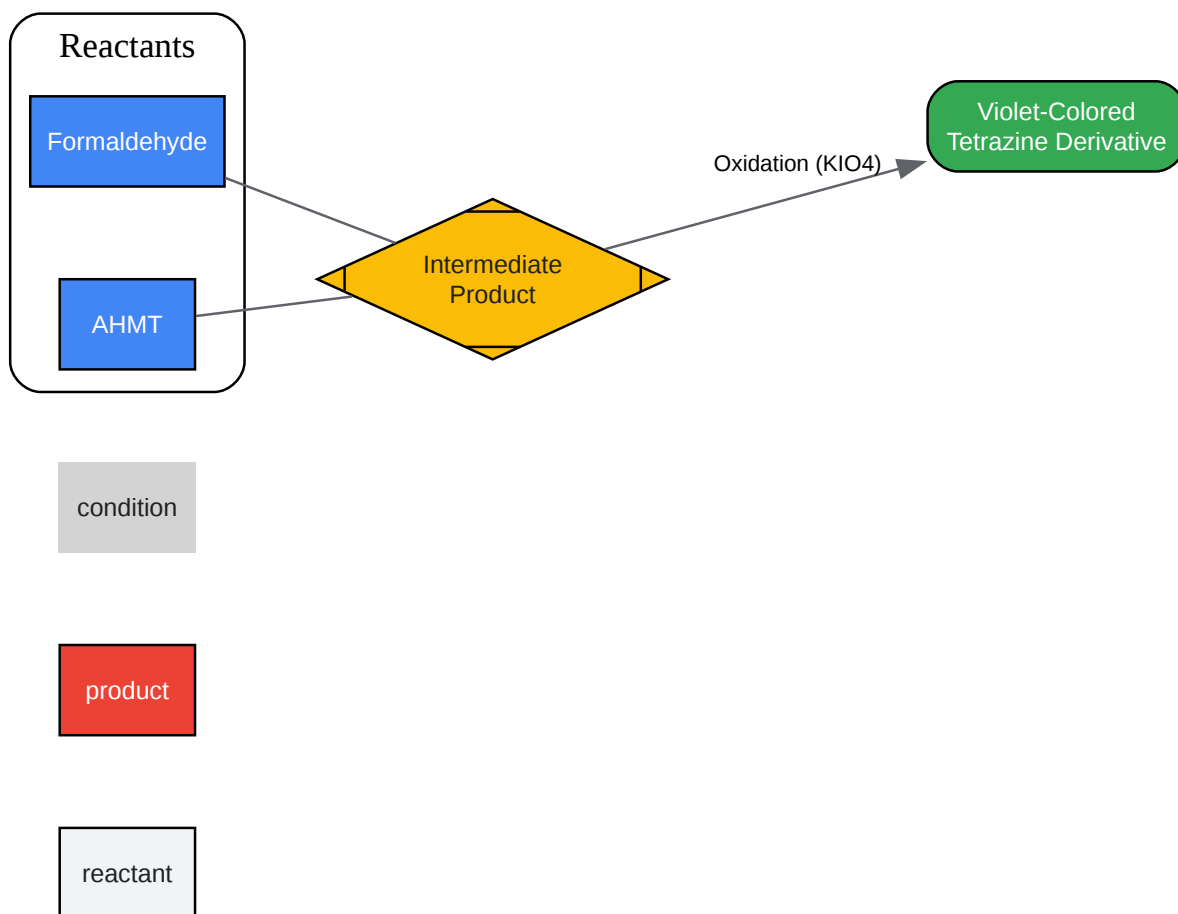 Reactants
Formaldehyde
AHMT
Intermediate
Product
Oxidation (KIO4)
Violet-Colored
Tetrazine Derivative
condition
product
reactant